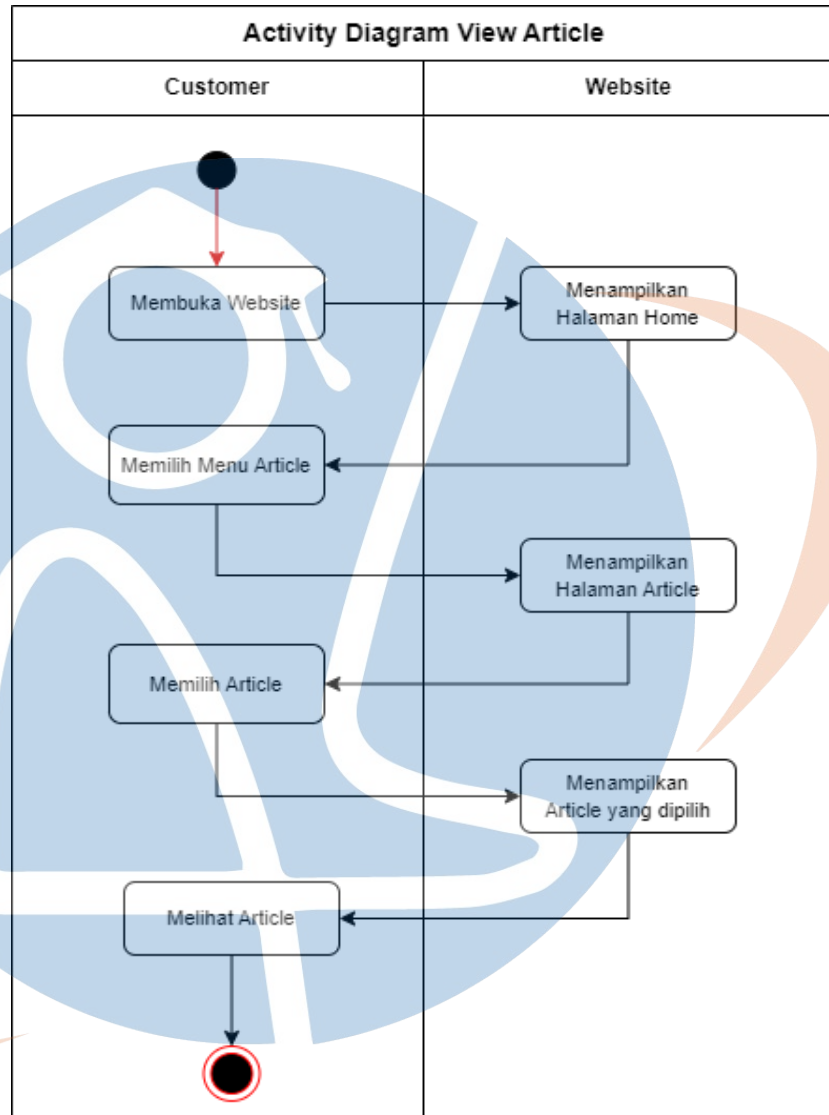 Activity Diagram View Article
Customer
Website
Membuka Website
Menampilkan
Halaman Home
Memilih Menu Article
Menampilkan
Halaman Article
Memilih Article
Menampilkan
Article yang dipilih
Melihat Article